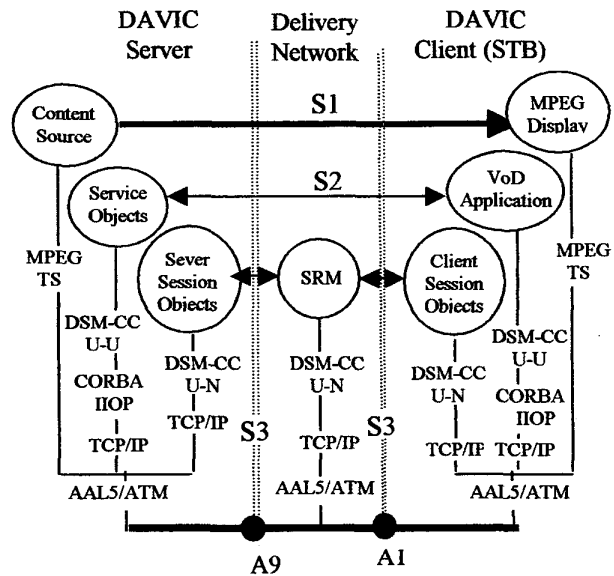 DAVIC
Server
Delivery
Network
DAVIC
Client (STB)
Content
Source
S1
MPEG
Display
Service
Objects
S2
VoD
Application
MPEG
TS
Sever
Session
Objects
SRM
Client
Session
Objects
MPEG
TS
DSM-CC
U-U
CORBA
IIOP
TCP/IP
DSM-CC
U-N
TCP/IP
S3
DSM-CC
U-N
TCP/IP
AAL5/ATM
S3
DSM-CC
U-N
TCP/IP
DSM-CC
U-U
CORBA
IIOP
TCP/IP
AAL5/ATM
AAL5/ATM
A9
A1